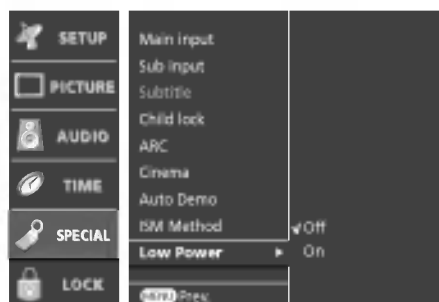 SETUP
PICTURE
AUDIO
TIME
SPECIAL
LOCK
Main input
Sub input
Subtitle
Child lock
ARC
Cinema
Auto Demo
ISM Method
Low Power
Off
On
MENU Prev.